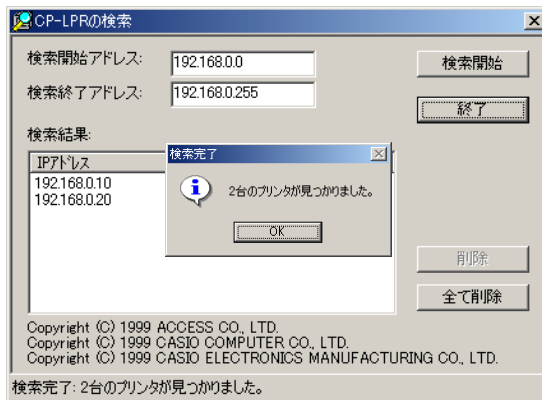 CP-LPRの検索
検索開始アドレス: 192.168.0.0 検索開始
検索終了アドレス: 192.168.0.255 終了
検索結果:
IPアドレス
192.168.0.10
192.168.0.20
検索完了
2台のプリンタが見つかりました。
OK
削除
全て削除
Copyright (C) 1999 ACCESS CO., LTD.
Copyright (C) 1999 CASIO COMPUTER CO., LTD.
Copyright (C) 1999 CASIO ELECTRONICS MANUFACTURING CO., LTD.
検索完了: 2台のプリンタが見つかりました。